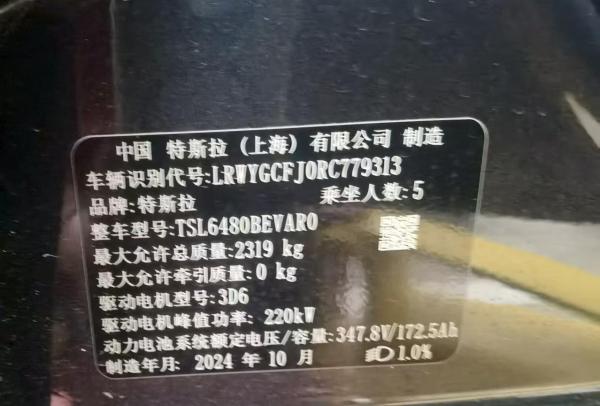 中国 特斯拉(上海)有限公司 制造
车辆识别代号:LRWYGCFJ0RC779313
品牌:特斯拉 乘坐人数:5
整车型号:TSL6480BEVAR0
最大允许总质量:2319 kg
最大允许牵引质量:0 kg
驱动电机型号:3D6
驱动电机峰值功率: 220kW
动力电池系统额定电压/容量:347.8V/172.5Ah
制造年月: 2024 年 10 月 1.0%